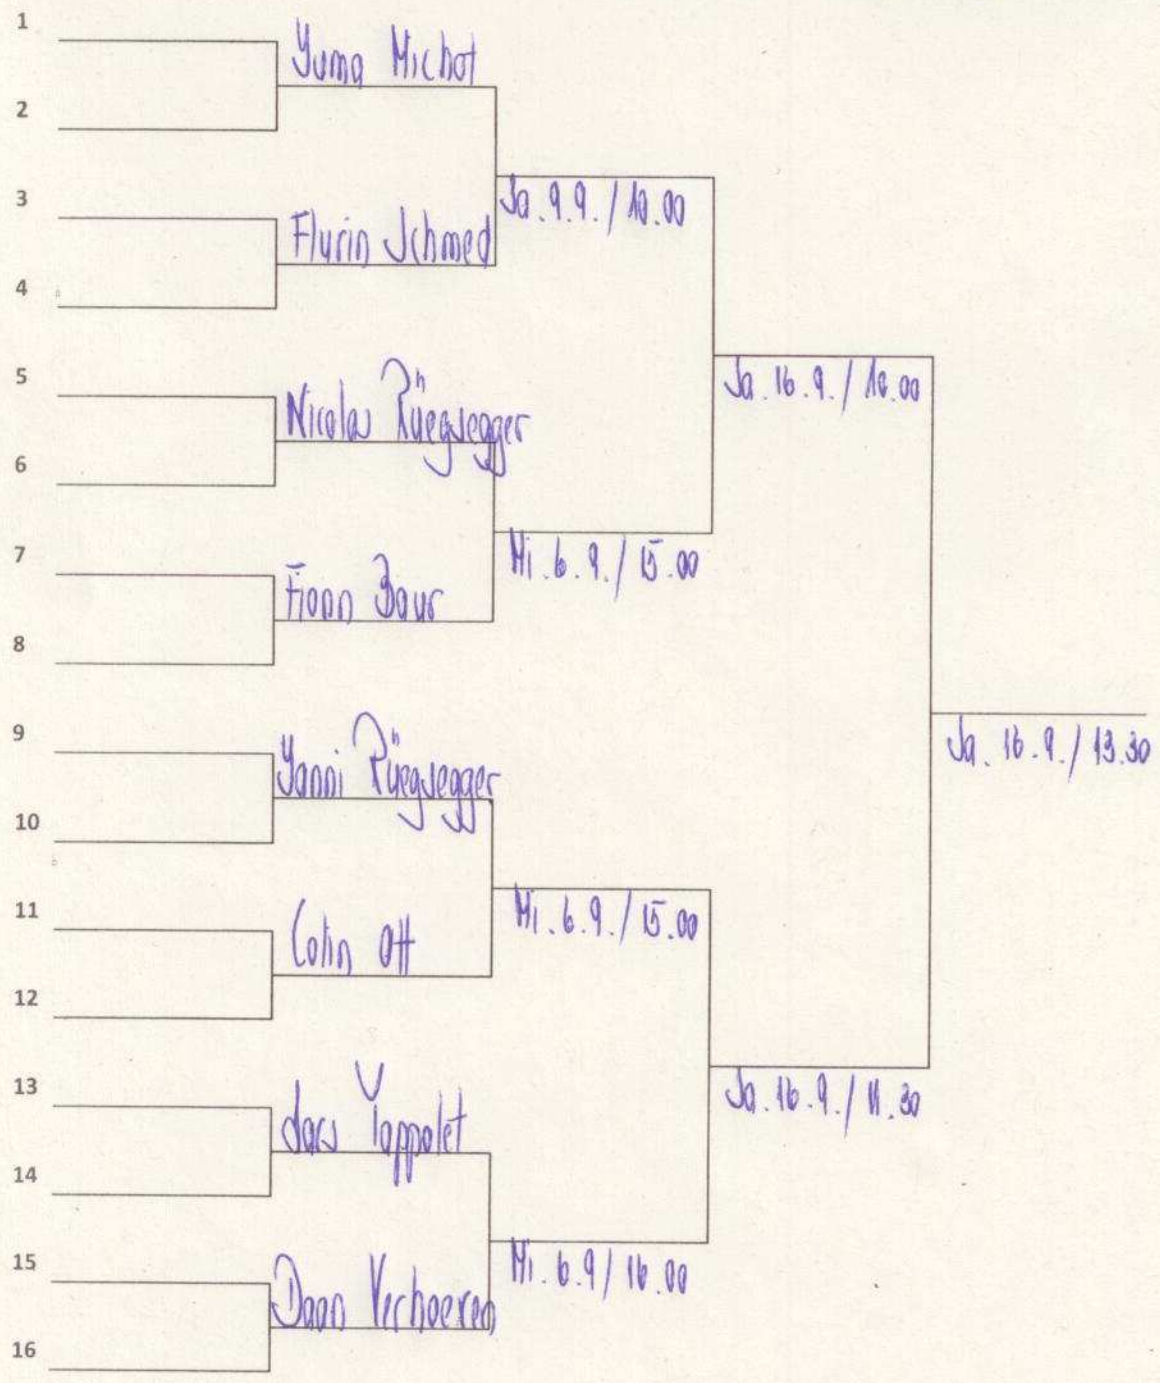 1
Yuma Michot
2
3
Sa. 9.9. / 10.00
Flurin Schmed
4
5
Sa. 16.9. / 10.00
Nicolas Rüegsegger
6
7
Mi. 6.9. / 15.00
Fionn Baur
8
9
Sa. 16.9. / 13.30
Yanni Rüegsegger
10
11
Mi. 6.9. / 15.00
Colin Ott
12
13
Sa. 16.9. / 11.30
Lars Tappolet
14
15
Mi. 6.9 / 16.00
Daan Verhoeren
16